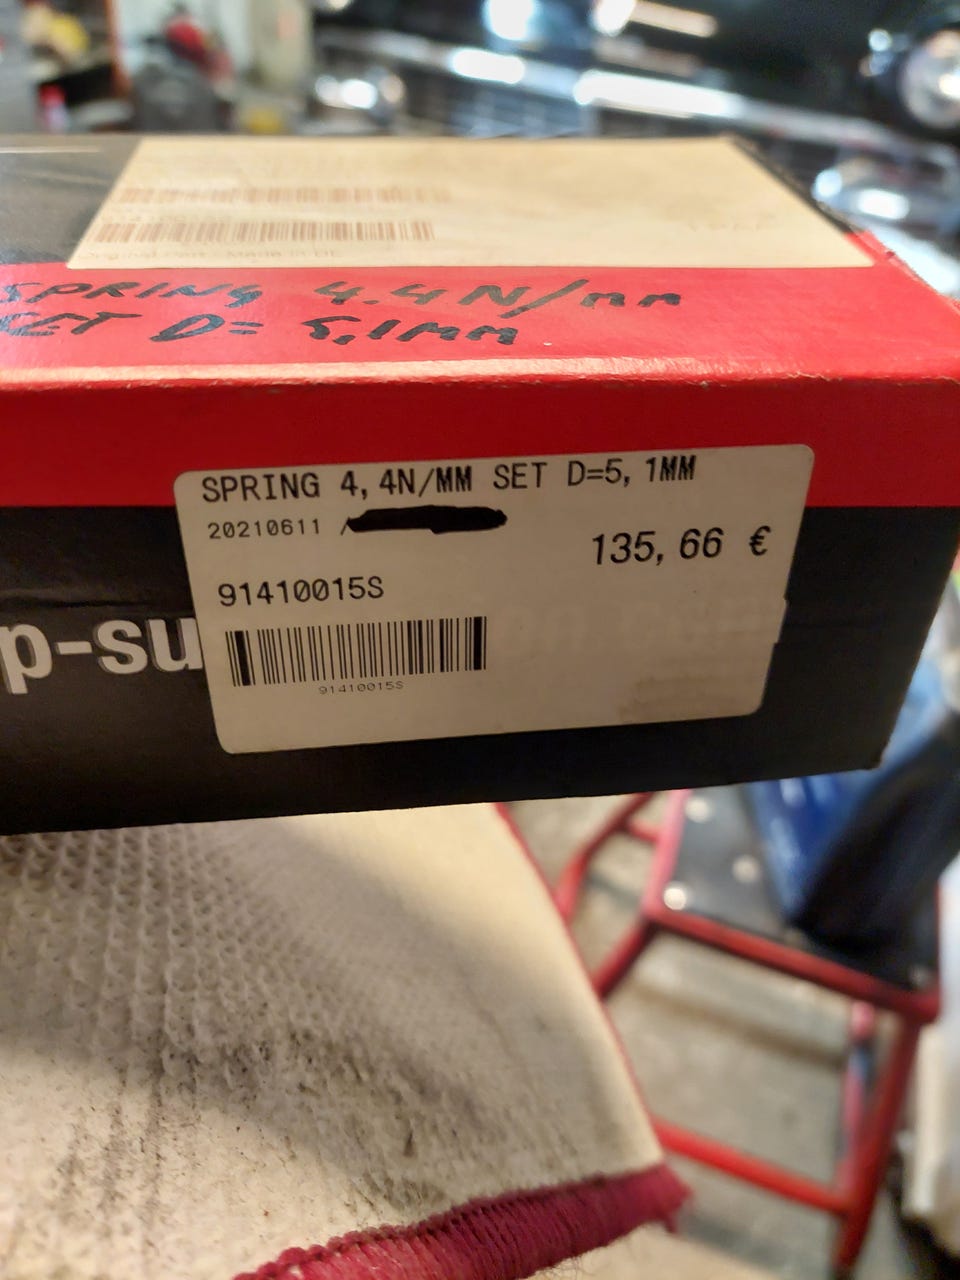 SPRING 4.4N/mm
SET D= 5,1mm
SPRING 4,4N/MM SET D=5,1MM
20210611 /
135,66 €
91410015S
p-su
91410015S